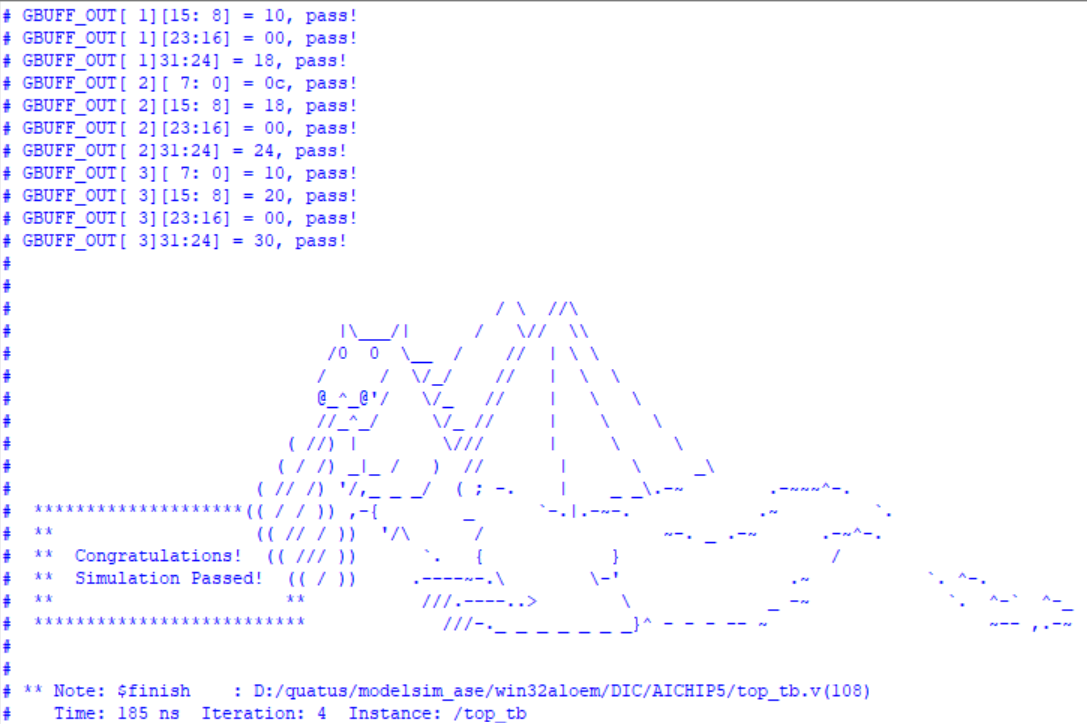 # GBUFF_OUT[ 1][15: 8] = 10, pass!
# GBUFF_OUT[ 1][23:16] = 00, pass!
# GBUFF_OUT[ 1]31:24] = 18, pass!
# GBUFF_OUT[ 2][ 7: 0] = 0c, pass!
# GBUFF_OUT[ 2][15: 8] = 18, pass!
# GBUFF_OUT[ 2][23:16] = 00, pass!
# GBUFF_OUT[ 2]31:24] = 24, pass!
# GBUFF_OUT[ 3][ 7: 0] = 10, pass!
# GBUFF_OUT[ 3][15: 8] = 20, pass!
# GBUFF_OUT[ 3][23:16] = 00, pass!
# GBUFF_OUT[ 3]31:24] = 30, pass!
# ** Congratulations!
# ** Simulation Passed!
# ** Note: $finish    : D:/quatus/modelsim_ase/win32aloem/DIC/AICHIP5/top_tb.v(108)
#    Time: 185 ns  Iteration: 4  Instance: /top_tb